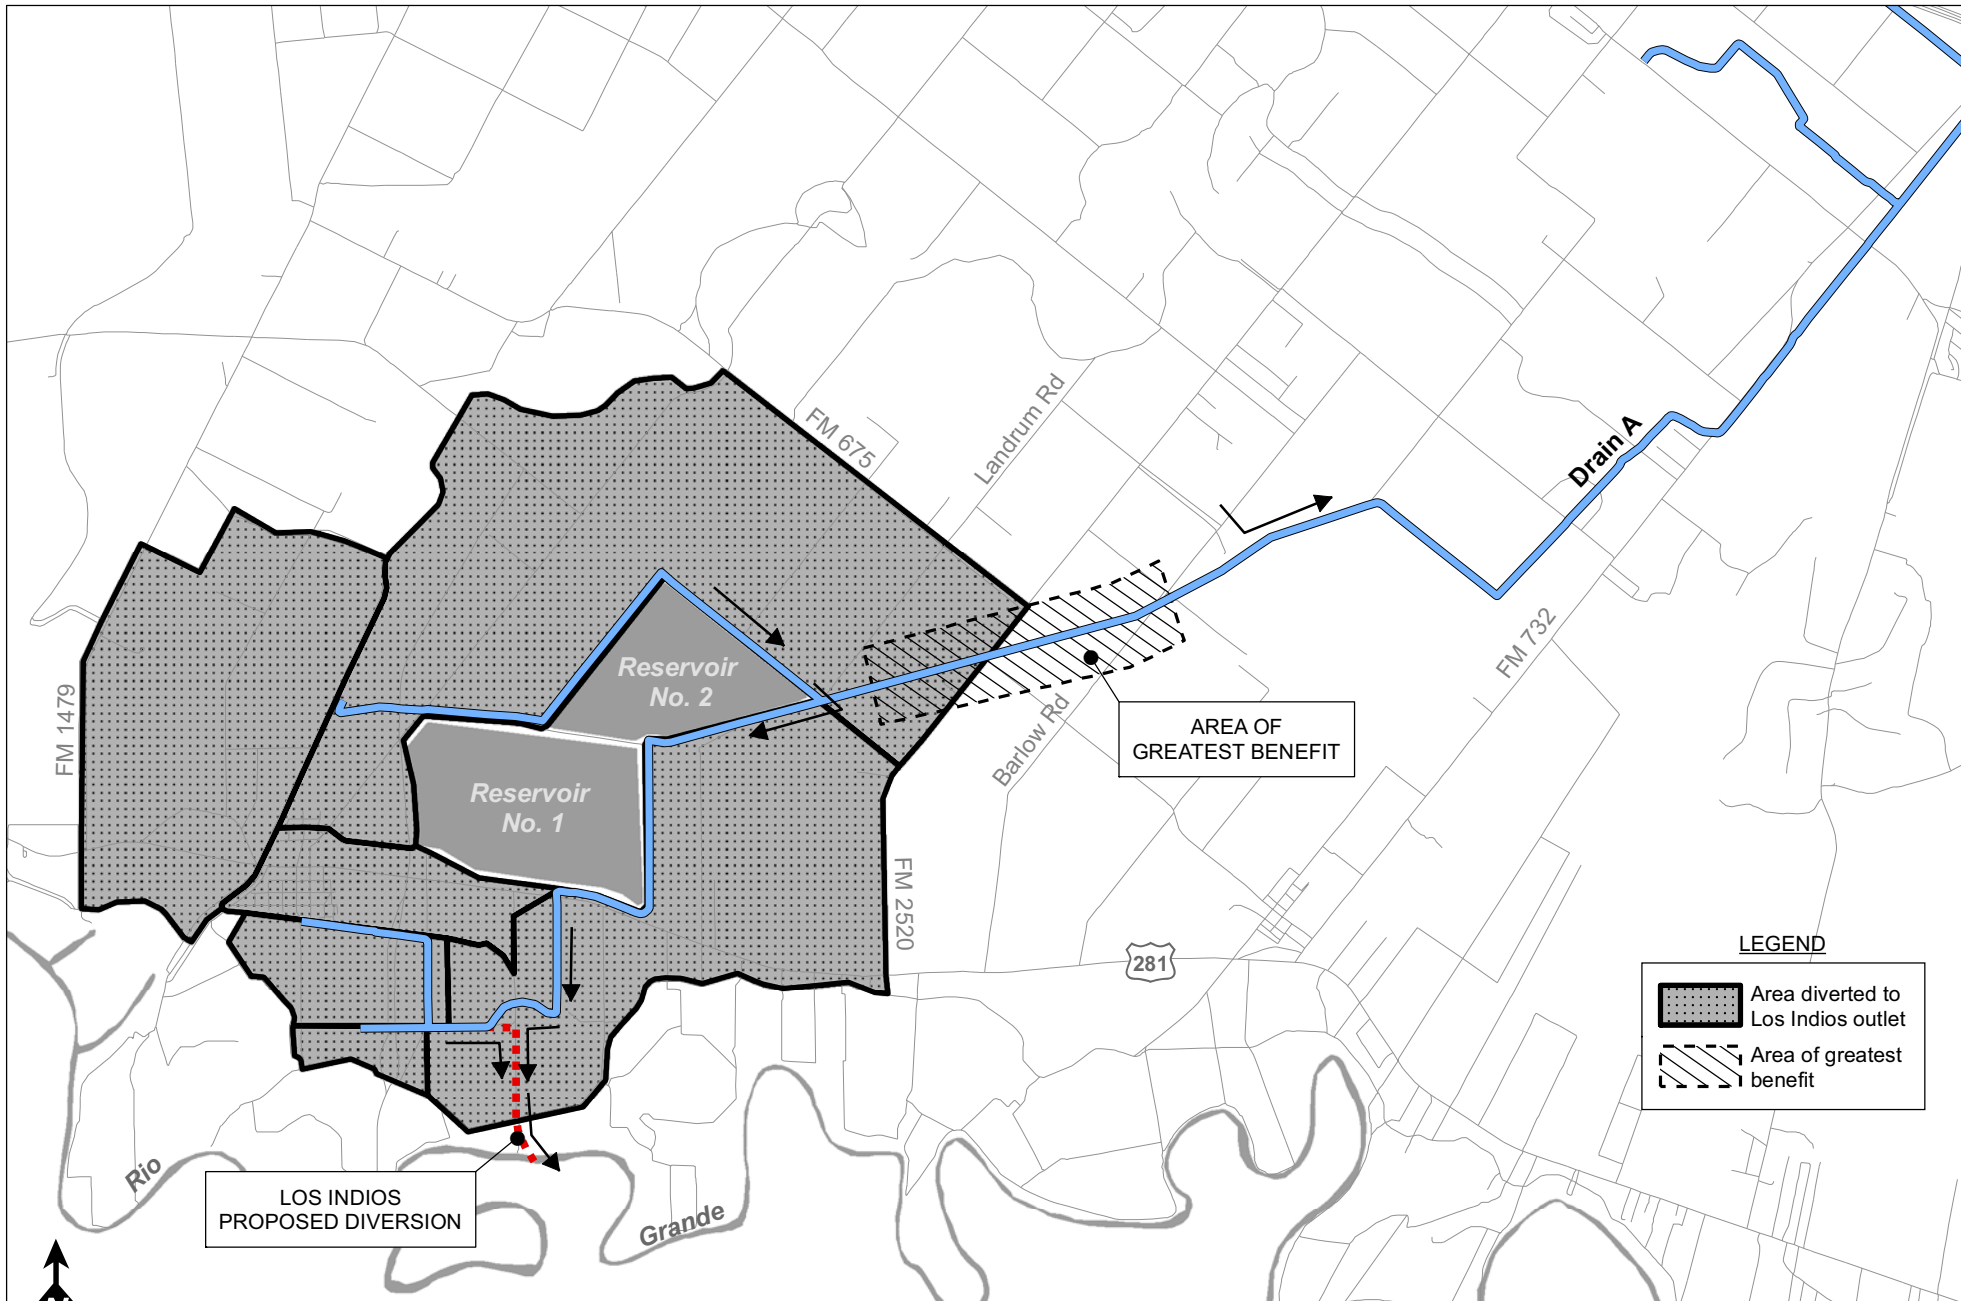 FM 675
Landrum Rd
Drain A
Reservoir
No. 2
FM 732
FM 1479
Barlow Rd
AREA OF
GREATEST BENEFIT
Reservoir
No. 1
FM 2520
281
LEGEND
Area diverted to
Los Indios outlet
Area of greatest
benefit
Rio
Grande
LOS INDIOS
PROPOSED DIVERSION